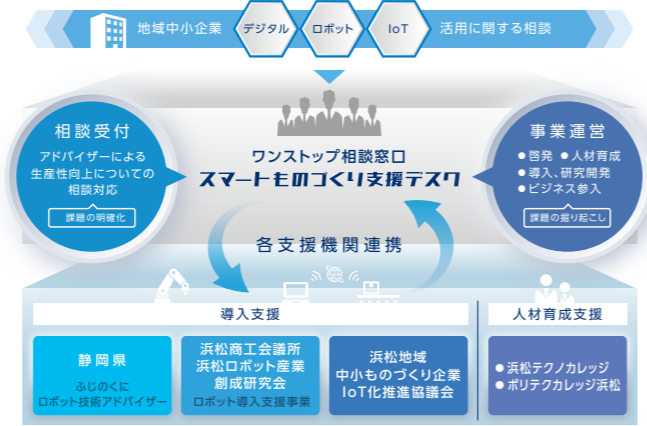 地域中小企業
デジタル
ロボット
IoT
活用に関する相談
相談受付
アドバイザーによる
生産性向上についての
相談対応
課題の明確化
ワンストップ相談窓口
スマートものづくり支援デスク
事業運営
●啓発 ●人材育成
●導入、研究開発
●ビジネス参入
課題の掘り起こし
各支援機関連携
導入支援
人材育成支援
静岡県
ふじのくに
ロボット技術アドバイザー
浜松商工会議所
浜松ロボット産業
創成研究会
ロボット導入支援事業
浜松地域
中小ものづくり企業
IoT化推進協議会
●浜松テクノカレッジ
●ポリテクカレッジ浜松